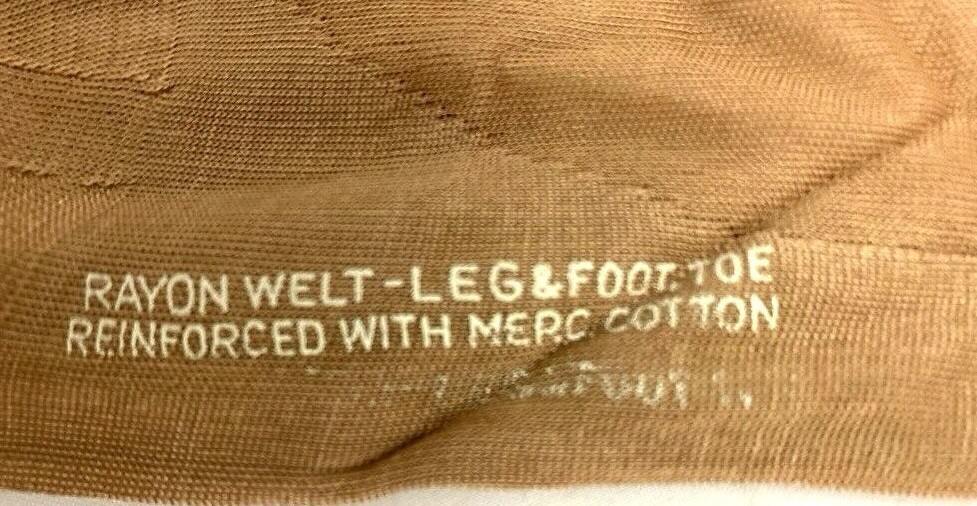 RAYON WELT-LEG&FOOT.TOE
REINFORCED WITH MERC COTTON